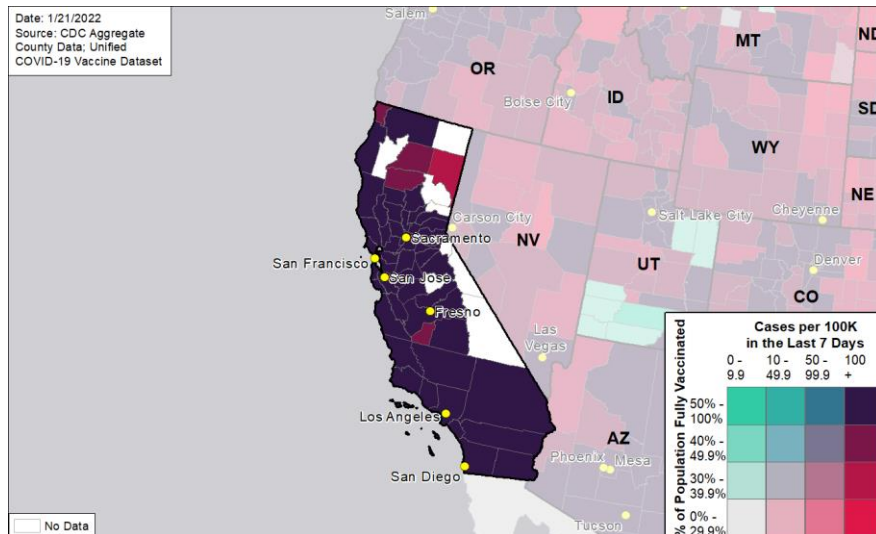 Date: 1/21/2022
Source: CDC Aggregate
County Data; Unified
COVID-19 Vaccine Dataset
Salem
OR
Boise City
ID
MT
ND
SD
WY
NE
Carson City
NV
Salt Lake City
Cheyenne
UT
Denver
CO
Sacramento
San Francisco
San Jose
Fresno
Las
Vegas
Los Angeles
San Diego
AZ
Phoenix
Mesa
Tucson
No Data
Cases per 100K
in the Last 7 Days
0 - 9.9
10 - 49.9
50 - 99.9
100 +
% of Population Fully Vaccinated
50% - 100%
40% - 49.9%
30% - 39.9%
0% - 29.9%